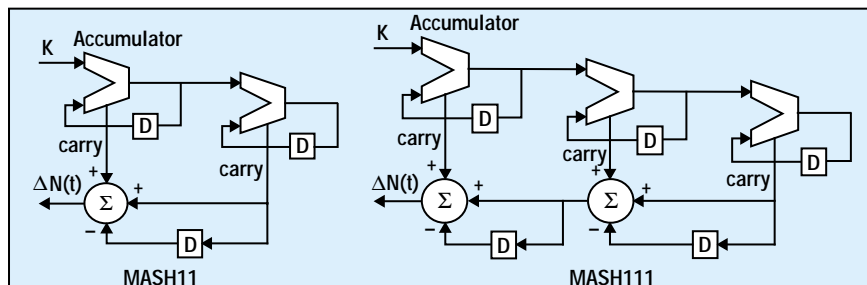 Accumulator
K
D
carry
D
carry
+
ΔN(t)
Σ
+
−
D
MASH11
Accumulator
K
D
carry
D
carry
D
carry
+
ΔN(t)
Σ
+
−
D
+
Σ
+
−
D
MASH111